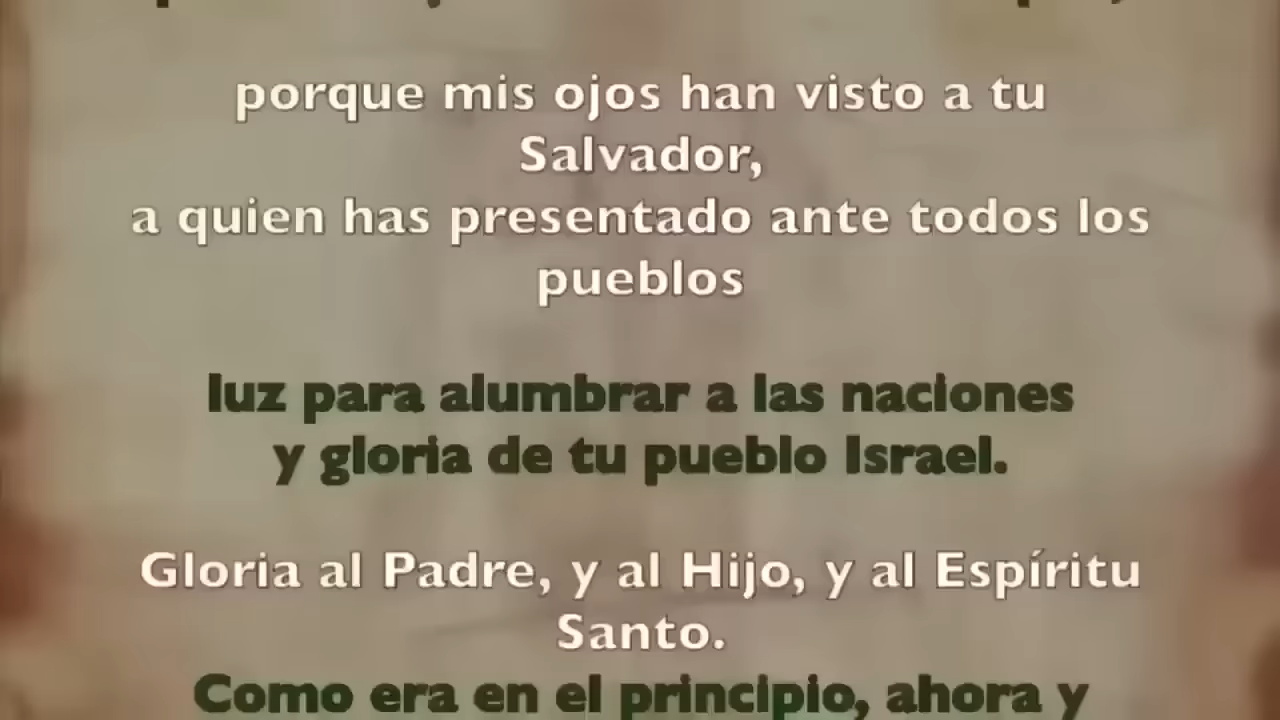 porque mis ojos han visto a tu
Salvador,
a quien has presentado ante todos los
pueblos
luz para alumbrar a las naciones
y gloria de tu pueblo Israel.
Gloria al Padre, y al Hijo, y al Espíritu
Santo.
Como era en el principio, ahora y